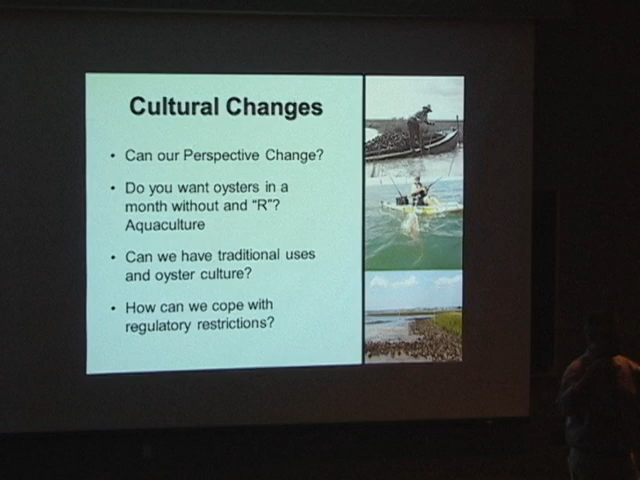 Cultural Changes
• Can our Perspective Change?
• Do you want oysters in a
month without and “R”?
Aquaculture
• Can we have traditional uses
and oyster culture?
• How can we cope with
regulatory restrictions?